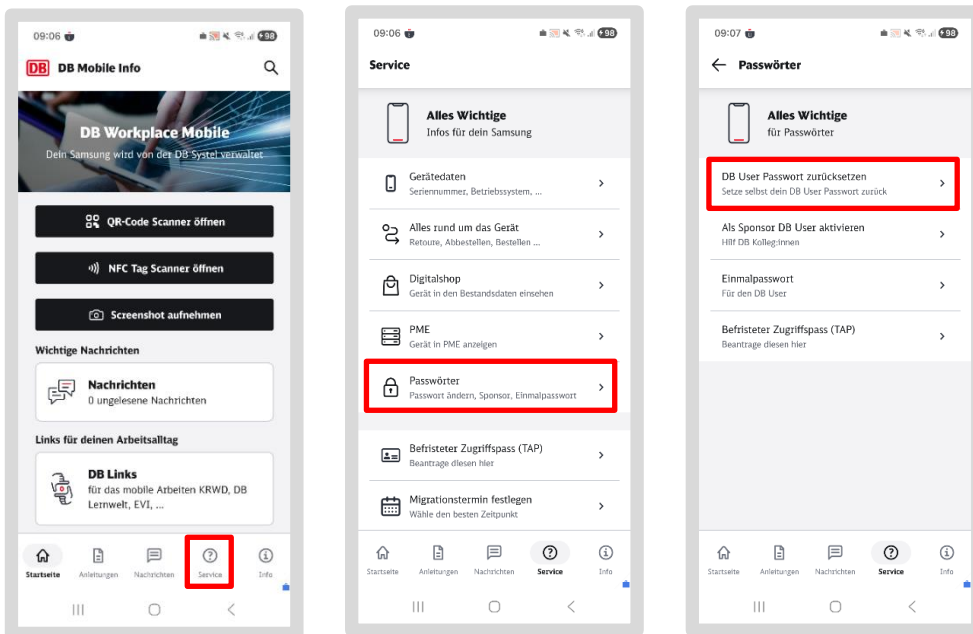 09:06
98
DB DB Mobile Info
DB Workplace Mobile
Dein Samsung wird von der DB Systel verwaltet
QR-Code Scanner öffnen
NFC Tag Scanner öffnen
Screenshot aufnehmen
Wichtige Nachrichten
Nachrichten
0 ungelesene Nachrichten
Links für deinen Arbeitsalltag
DB Links
für das mobile Arbeiten KRWD, DB
Lernwelt, EVI, ...
Startseite Anleitungen Nachrichten Service Info
09:06
98
Service
Alles Wichtige
Infos für dein Samsung
Gerätedaten
Seriennummer, Betriebssystem, ...
Alles rund um das Gerät
Retoure, Abbestellen, Bestellen ...
Digitalshop
Gerät in den Bestandsdaten einsehen
PME
Gerät in PME anzeigen
Passwörter
Passwort ändern, Sponsor, Einmalpasswort
Befristeter Zugriffspass (TAP)
Beantrage diesen hier
Migrationstermin festlegen
Wähle den besten Zeitpunkt
Startseite Anleitungen Nachrichten Service Info
09:07
98
Passwörter
Alles Wichtige
für Passwörter
DB User Passwort zurücksetzen
Setze selbst dein DB User Passwort zurück
Als Sponsor DB User aktivieren
Hilf DB Kolleg:innen
Einmalpasswort
Für den DB User
Befristeter Zugriffspass (TAP)
Beantrage diesen hier
Startseite Anleitungen Nachrichten Service Info